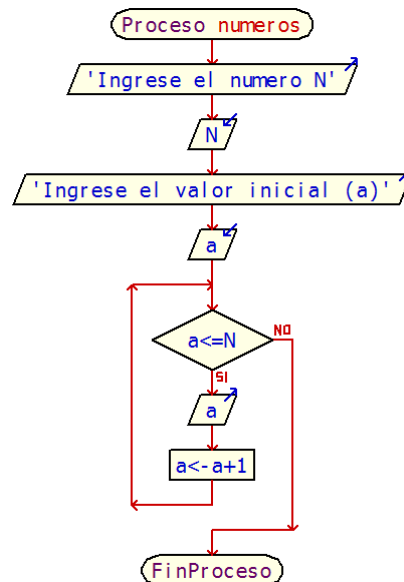 Proceso numeros
'Ingrese el numero N'
N
'Ingrese el valor inicial (a)'
a
a<=N
NO
SI
a
a<-a+1
FinProceso